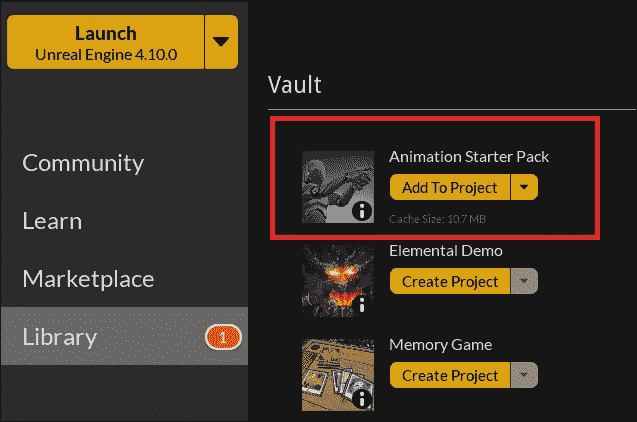 Launch
Unreal Engine 4.10.0
Community
Learn
Marketplace
Library
1
Vault
Animation Starter Pack
Add To Project
Cache Size: 10.7 MB
Elemental Demo
Create Project
Memory Game
Create Project